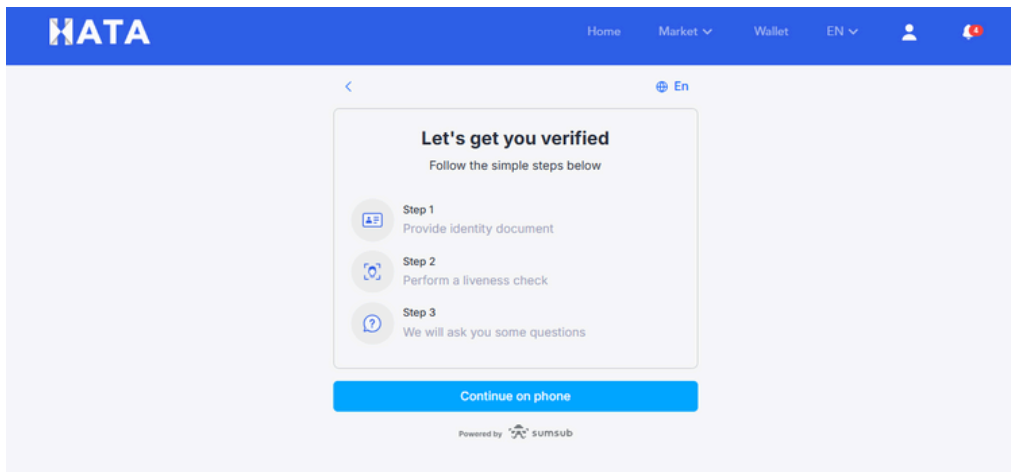 HATA
Home Market Wallet EN 4
En
Let's get you verified
Follow the simple steps below
Step 1
Provide identity document
Step 2
Perform a liveness check
Step 3
We will ask you some questions
Continue on phone
Powered by sumsub